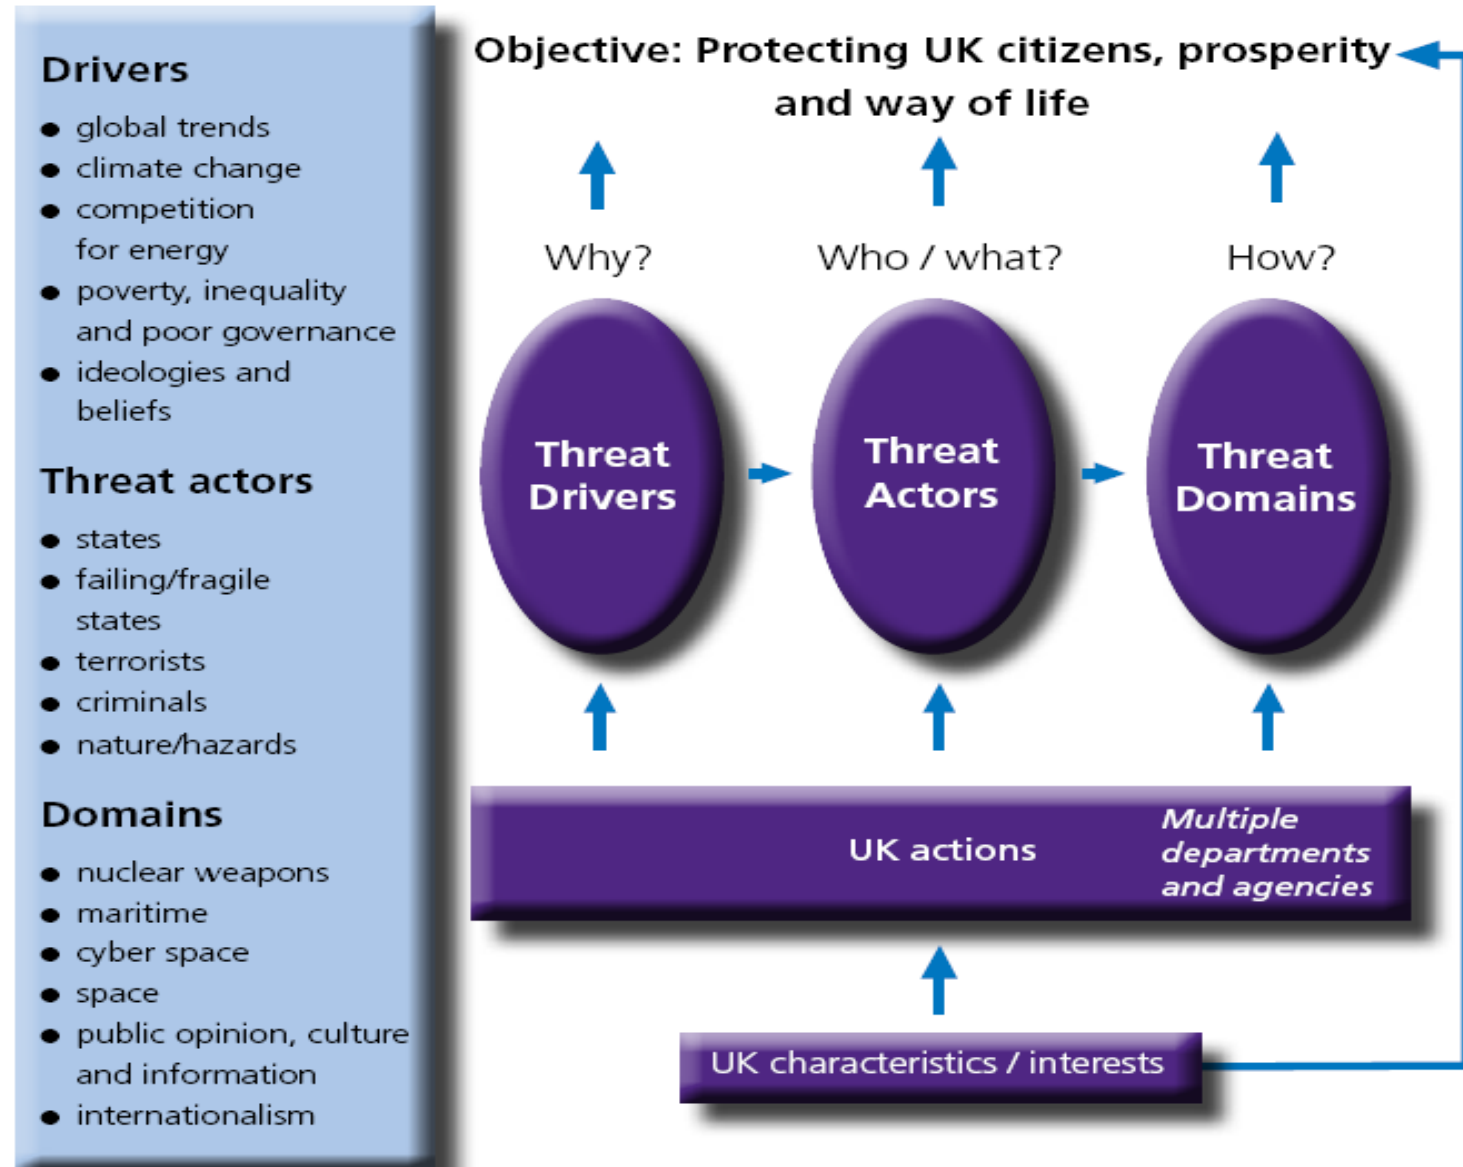 Drivers
● global trends
● climate change
● competition
for energy
● poverty, inequality
and poor governance
● ideologies and
beliefs
Threat actors
● states
● failing/fragile
states
● terrorists
● criminals
● nature/hazards
Domains
● nuclear weapons
● maritime
● cyber space
● space
● public opinion, culture
and information
● internationalism
Objective: Protecting UK citizens, prosperity
and way of life
Why?
Who / what?
How?
Threat
Drivers
Threat
Actors
Threat
Domains
UK actions
Multiple
departments
and agencies
UK characteristics / interests